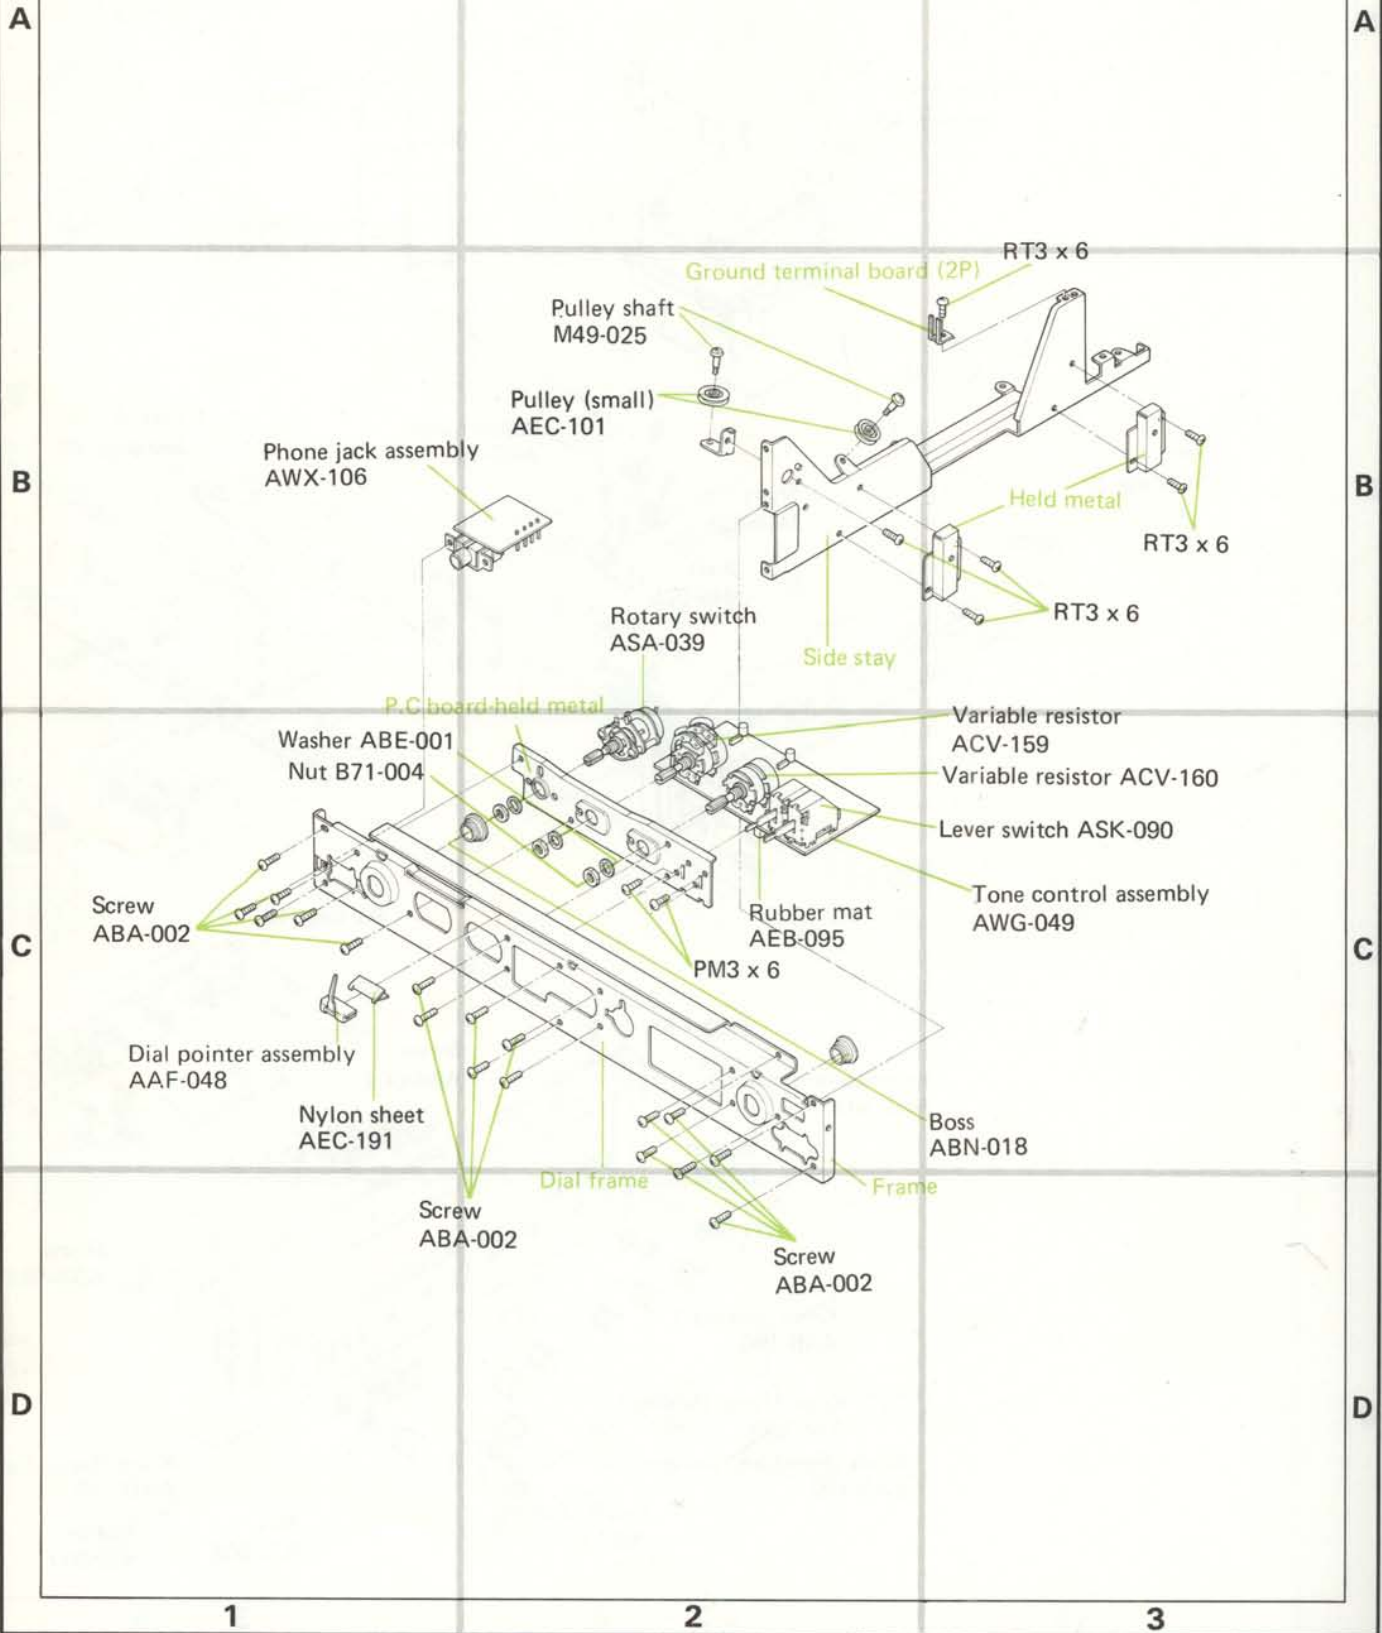 A
A
RT3 x 6
Ground terminal board (2P)
Pulley shaft
M49-025
Pulley (small)
AEC-101
Phone jack assembly
AWX-106
B
B
Held metal
RT3 x 6
RT3 x 6
Rotary switch
ASA-039
Side stay
P.C board-held metal
Washer ABE-001
Nut B71-004
Variable resistor
ACV-159
Variable resistor ACV-160
Lever switch ASK-090
Tone control assembly
AWG-049
Screw
ABA-002
Rubber mat
AEB-095
C
C
PM3 x 6
Dial pointer assembly
AAF-048
Nylon sheet
AEC-191
Boss
ABN-018
Dial frame
Frame
Screw
ABA-002
Screw
ABA-002
D
D
1
2
3